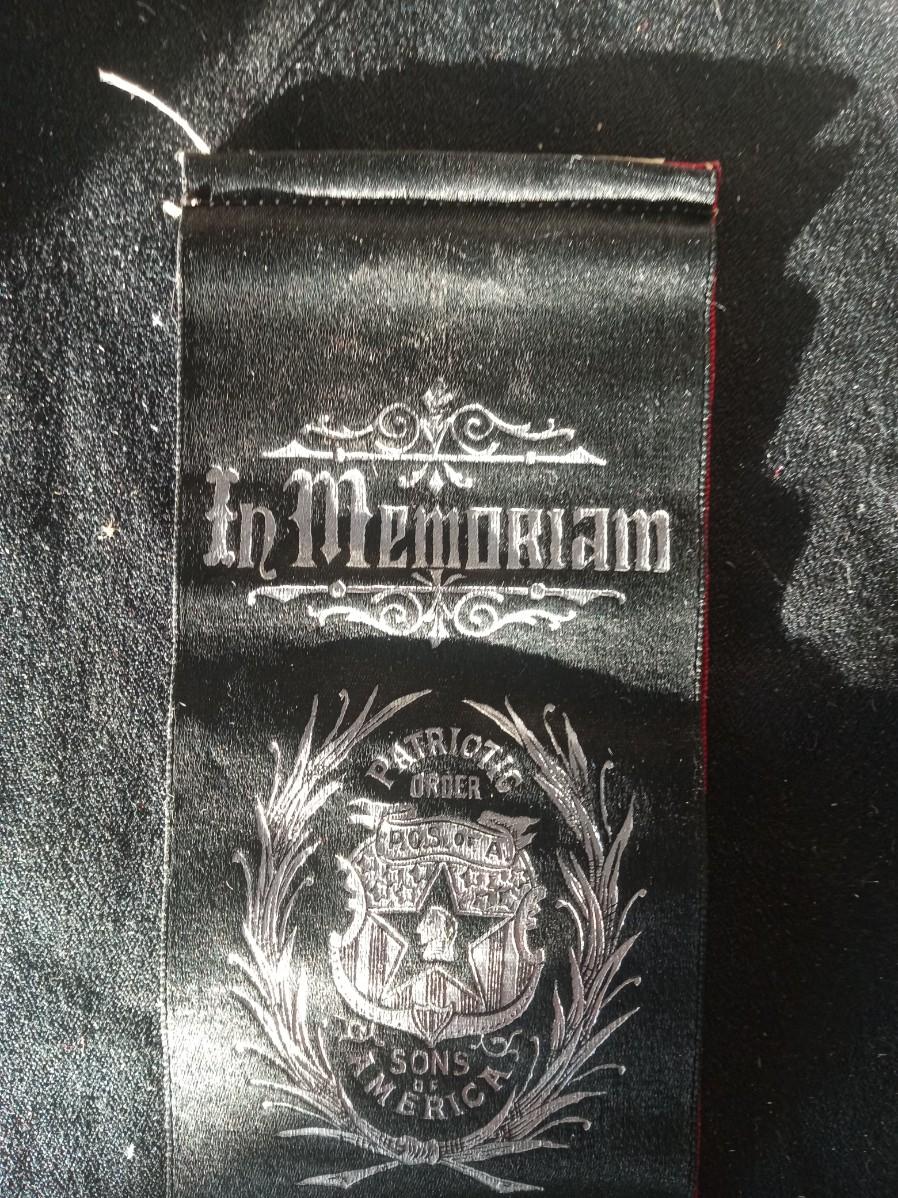 In Memoriam
PATRIOTIC
ORDER
P.O.S. OF A.
SONS
OF
AMERICA